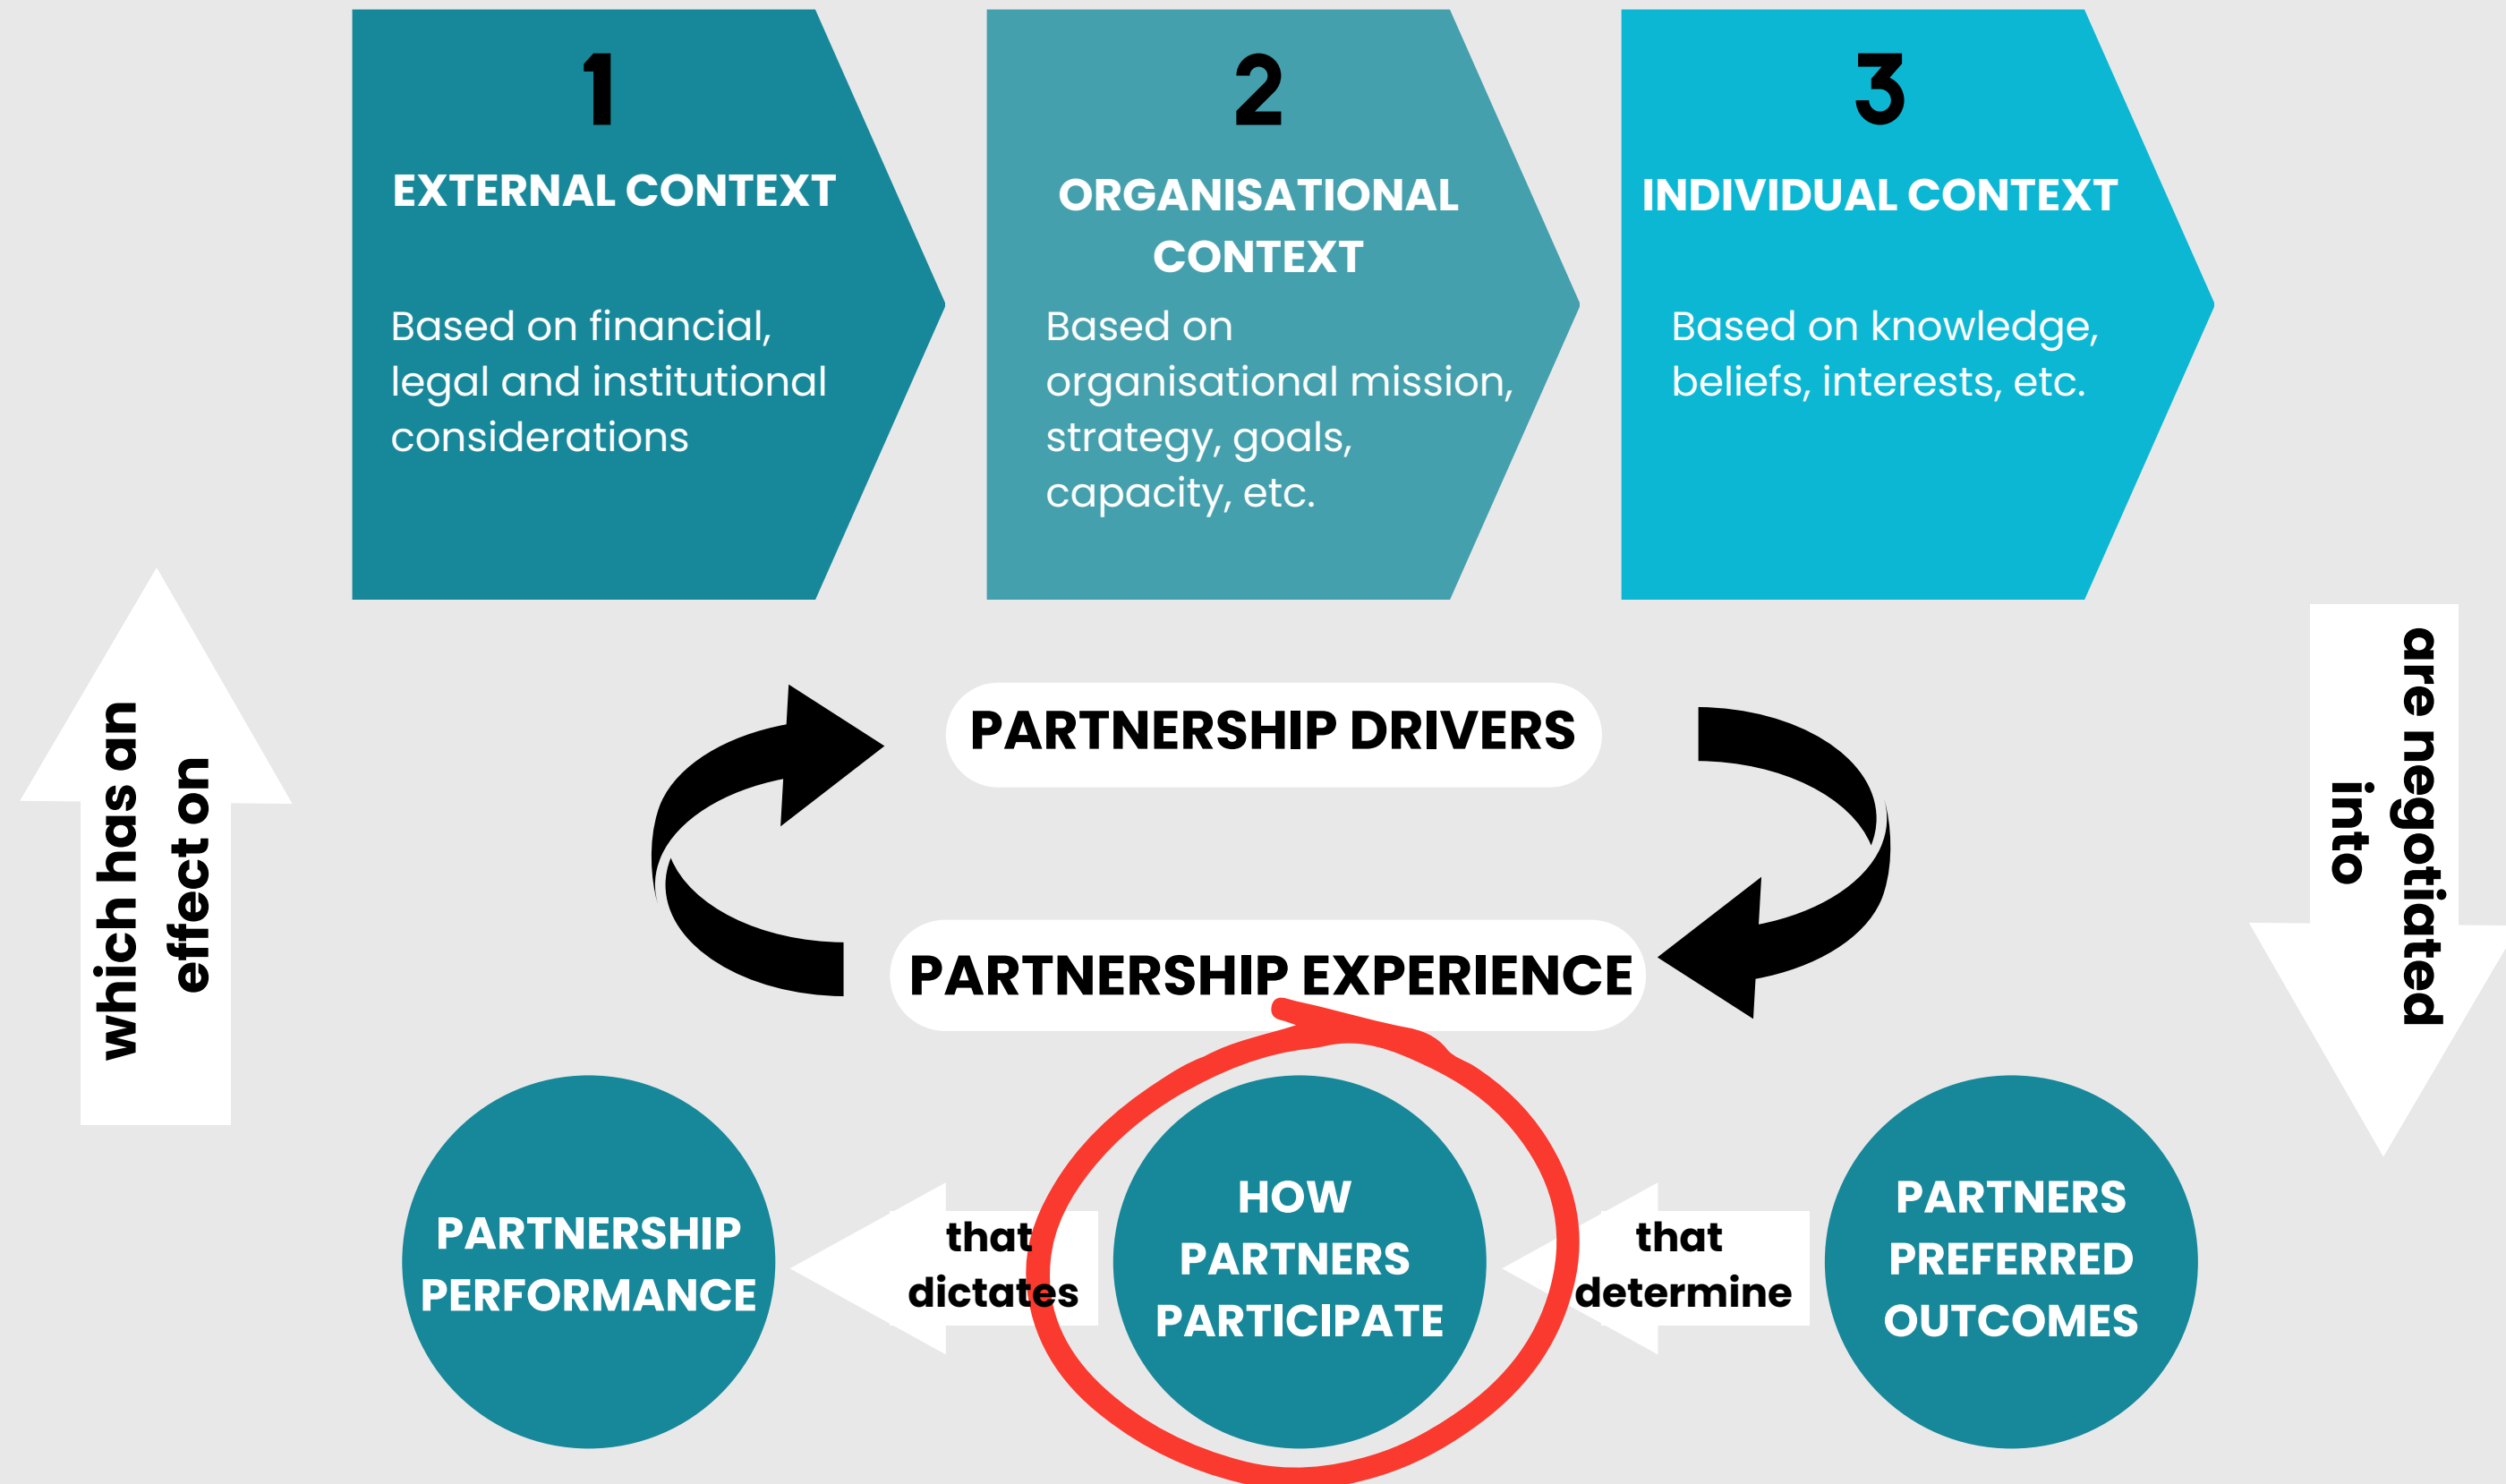 1
EXTERNAL CONTEXT
Based on financial,
legal and institutional
considerations
2
ORGANISATIONAL
CONTEXT
Based on
organisational mission,
strategy, goals,
capacity, etc.
3
INDIVIDUAL CONTEXT
Based on knowledge,
beliefs, interests, etc.
are negotiated
into
PARTNERSHIP DRIVERS
PARTNERSHIP EXPERIENCE
PARTNERS
PREFERRED
OUTCOMES
that
determine
HOW
PARTNERS
PARTICIPATE
that
dictates
PARTNERSHIP
PERFORMANCE
which has an
effect on